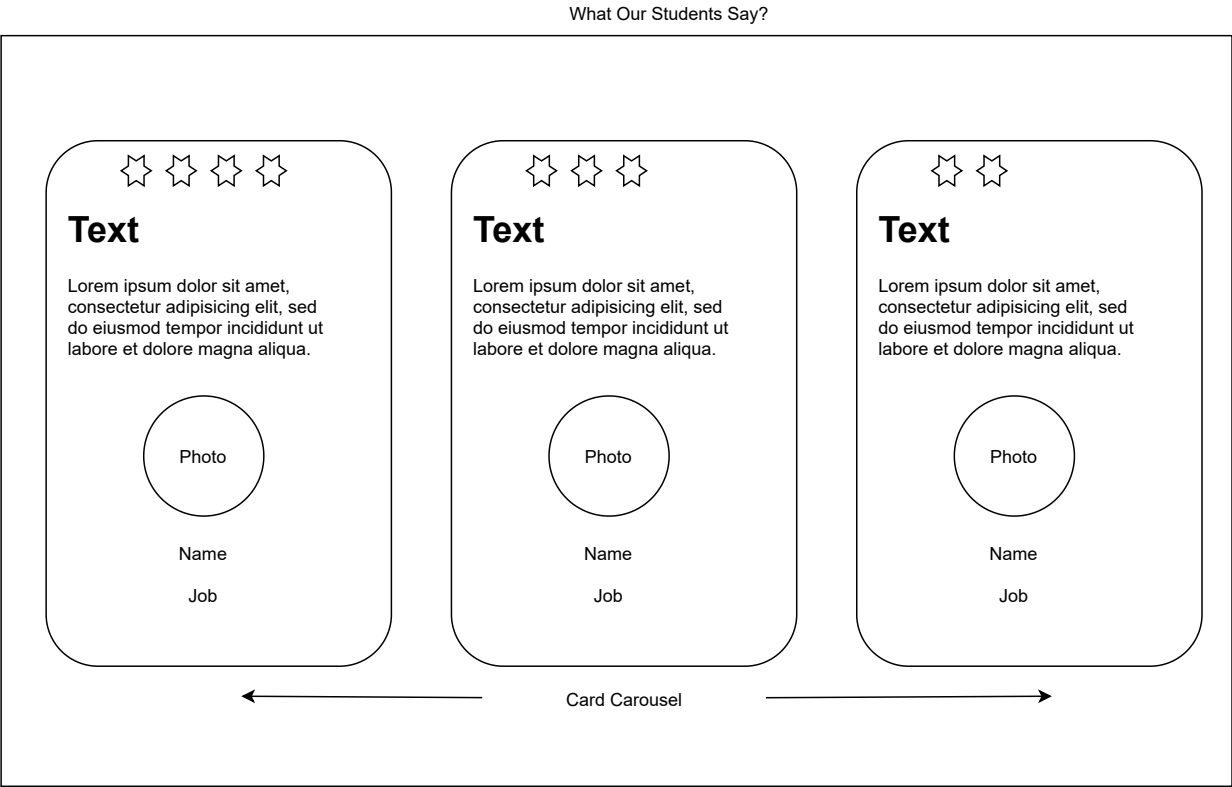 What Our Students Say?
Text
Lorem ipsum dolor sit amet,
consectetur adipisicing elit, sed
do eiusmod tempor incididunt ut
labore et dolore magna aliqua.
Photo
Name
Job
Text
Lorem ipsum dolor sit amet,
consectetur adipisicing elit, sed
do eiusmod tempor incididunt ut
labore et dolore magna aliqua.
Photo
Name
Job
Text
Lorem ipsum dolor sit amet,
consectetur adipisicing elit, sed
do eiusmod tempor incididunt ut
labore et dolore magna aliqua.
Photo
Name
Job
Card Carousel